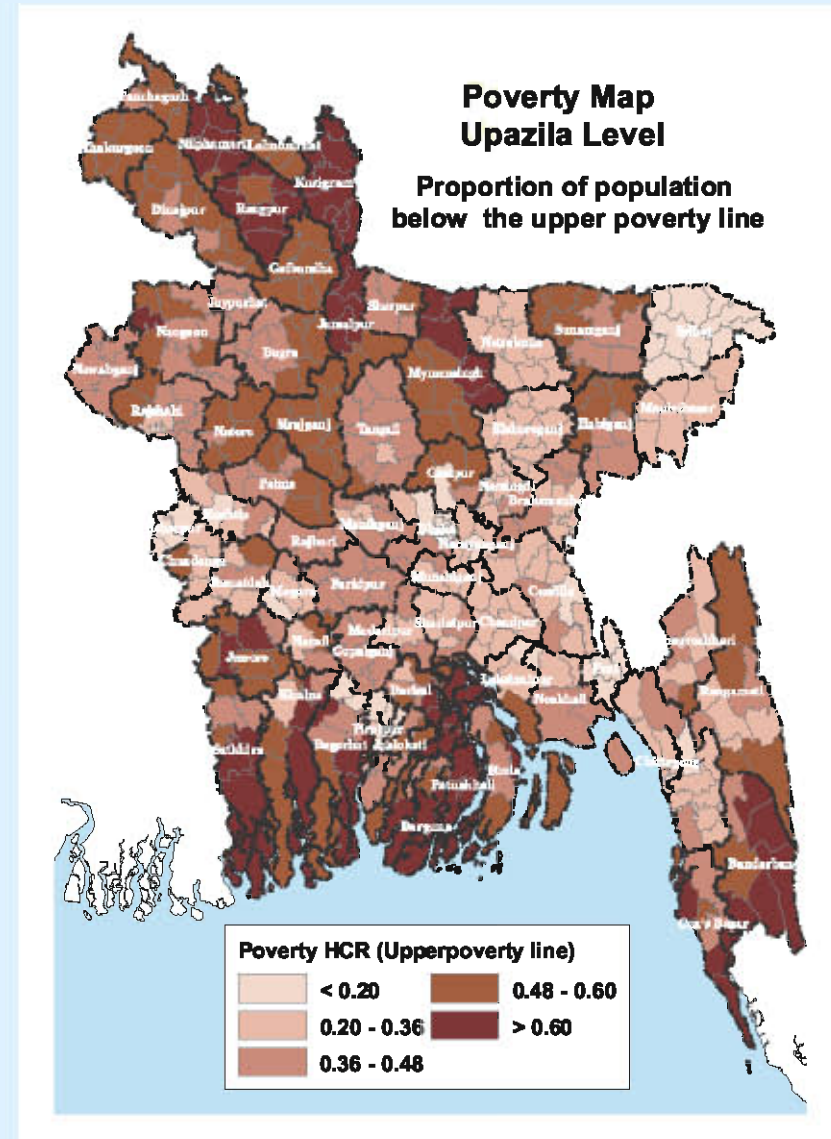 Poverty Map
Upazila Level
Proportion of population
below the upper poverty line
Panchagarh
Thakurgaon
Nilphamari
Lalmonirhat
Kurigram
Dinajpur
Rangpur
Gaibandha
Joypurhat
Sherpur
Jamalpur
Netrakona
Sunamganj
Sylhet
Naogaon
Bogra
Nawabganj
Mymensingh
Maulvibazar
Rajshahi
Natore
Sirajganj
Tangail
Kishoreganj
Habiganj
Gazipur
Pabna
Narsingdi
Kushtia
Manikganj
Dhaka
Rajbari
Narayanganj
Chuadanga
Jhenaidah
Magura
Faridpur
Munshiganj
Comilla
Madaripur
Shariatpur
Chandpur
Narail
Gopalganj
Jessore
Feni
Lakshmipur
Noakhali
Rangamati
Khulna
Barisal
Pirojpur
Satkhira
Bagerhat
Jhalokati
Bhola
Chittagong
Patuakhali
Barguna
Bandarban
Cox's Bazar
Poverty HCR (Upperpoverty line)
< 0.20
0.48 - 0.60
0.20 - 0.36
> 0.60
0.36 - 0.48